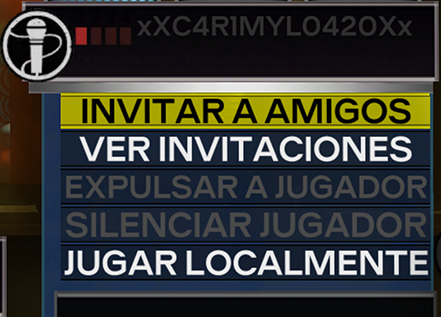 xXC4R1MYL0420Xx
INVITAR A AMIGOS
VER INVITACIONES
EXPULSAR A JUGADOR
SILENCIAR JUGADOR
JUGAR LOCALMENTE